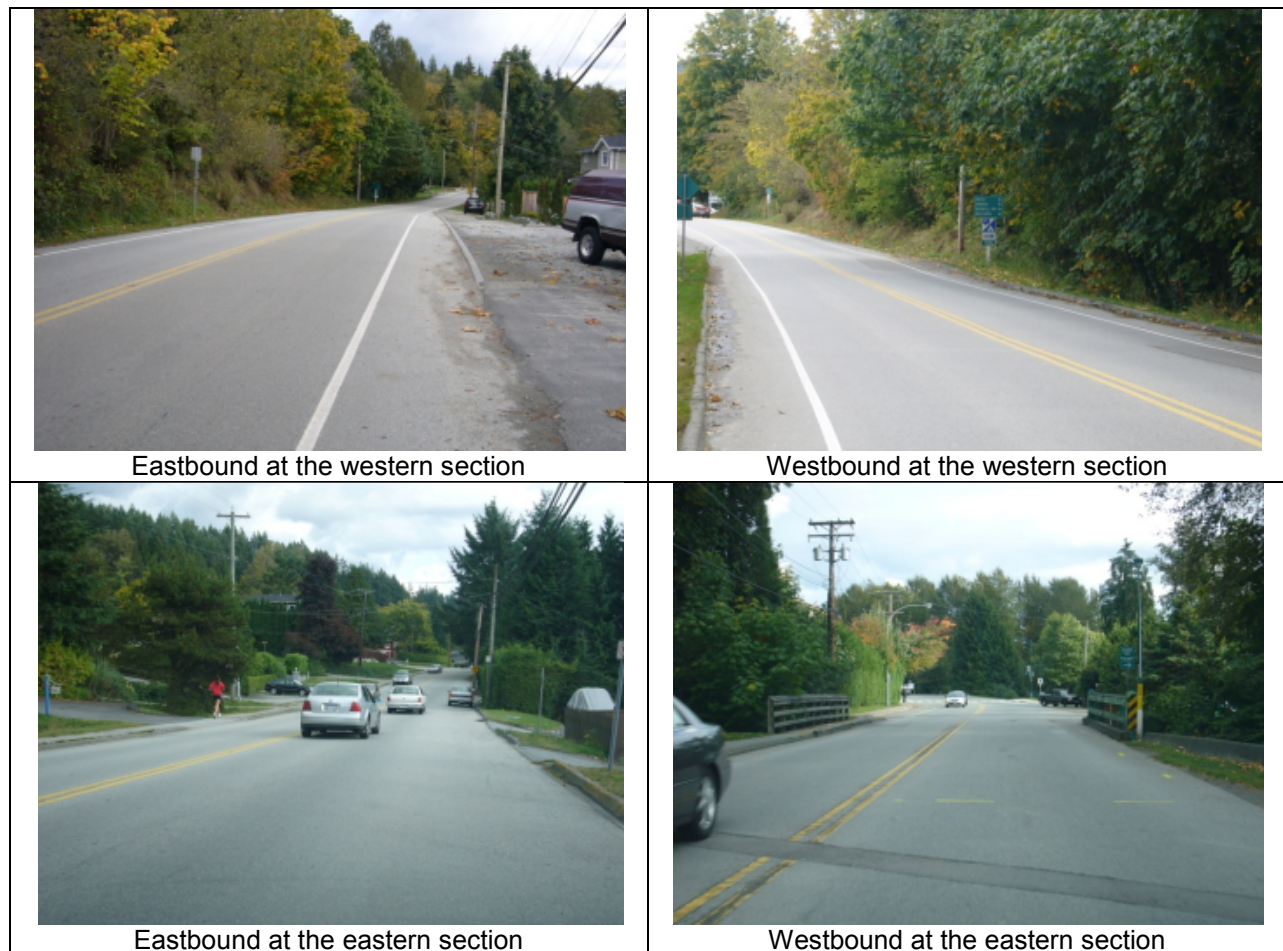 Eastbound at the western section
Westbound at the western section
Eastbound at the eastern section
Westbound at the eastern section